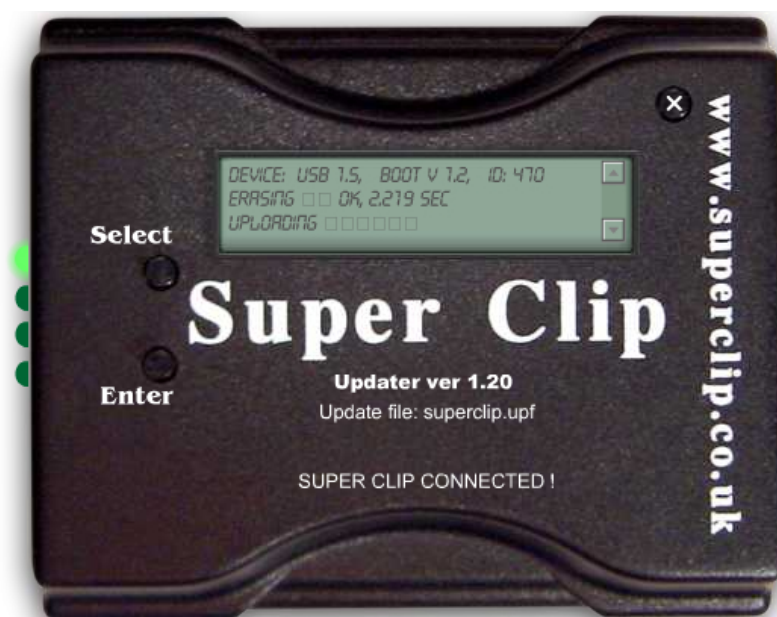 DEVICE: USB 1.5, BOOT V 1.2, ID: 470
ERASING □□ OK, 2.219 SEC
UPLOADING □□□□□□
Select
Super Clip
Enter
Updater ver 1.20
Update file: superclip.upf
SUPER CLIP CONNECTED !
www.superclip.co.uk